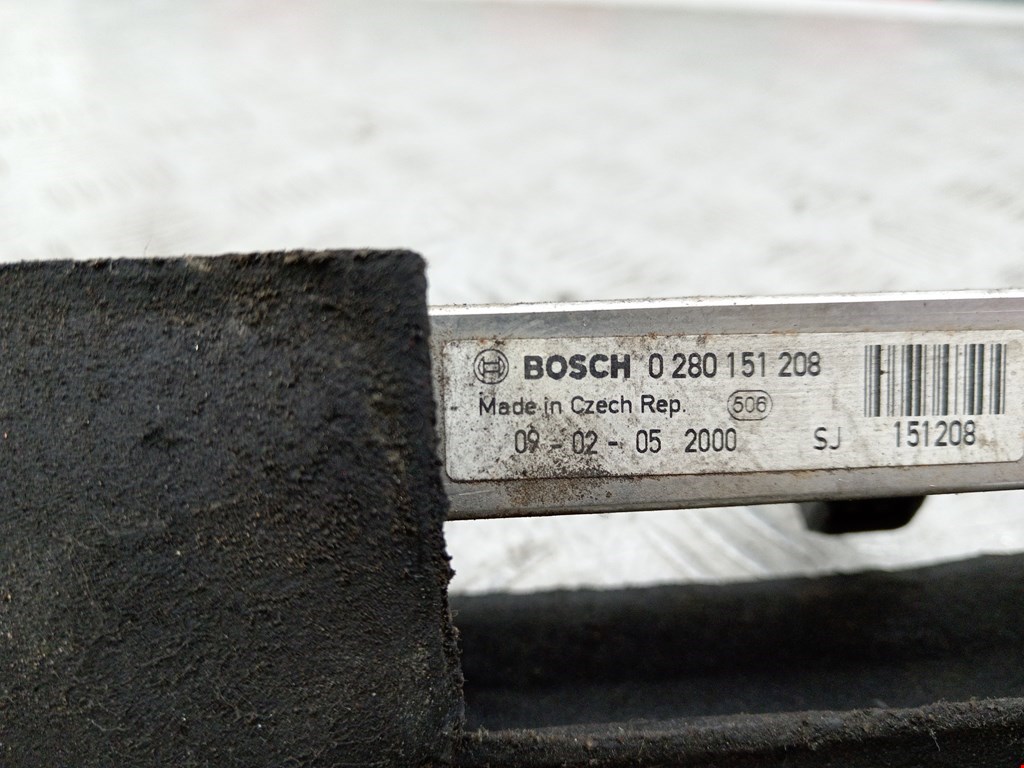 BOSCH 0 280 151 208
Made in Czech Rep. 506
09 - 02 - 05 2000 SJ 151208